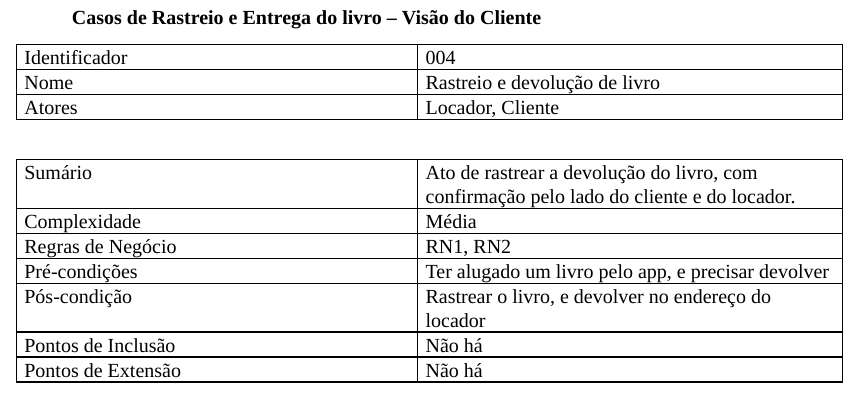 Casos de Rastreio e Entrega do livro – Visão do Cliente
Identificador 004
Nome Rastreio e devolução de livro
Atores Locador, Cliente
Sumário Ato de rastrear a devolução do livro, com
confirmação pelo lado do cliente e do locador.
Complexidade Média
Regras de Negócio RN1, RN2
Pré-condições Ter alugado um livro pelo app, e precisar devolver
Pós-condição Rastrear o livro, e devolver no endereço do
locador
Pontos de Inclusão Não há
Pontos de Extensão Não há